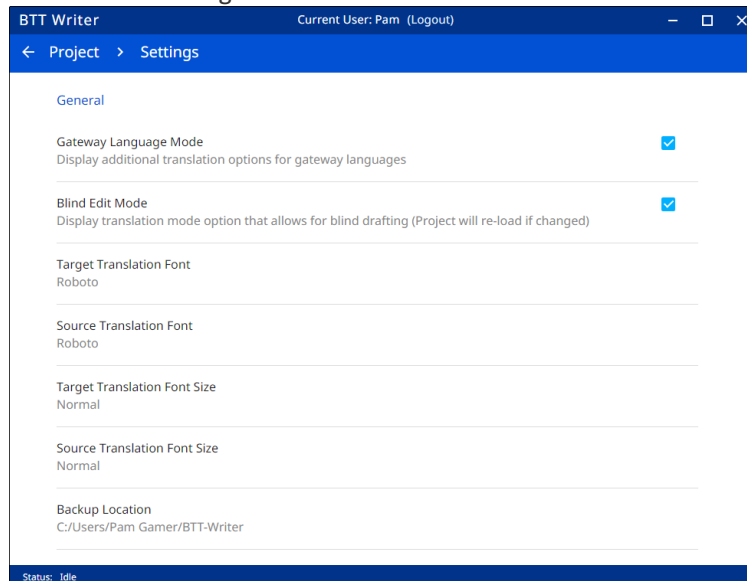 BTT Writer
Current User: Pam (Logout)
Project > Settings
General
Gateway Language Mode
Display additional translation options for gateway languages
Blind Edit Mode
Display translation mode option that allows for blind drafting (Project will re-load if changed)
Target Translation Font
Roboto
Source Translation Font
Roboto
Target Translation Font Size
Normal
Source Translation Font Size
Normal
Backup Location
C:/Users/Pam Gamer/BTT-Writer
Status: Idle